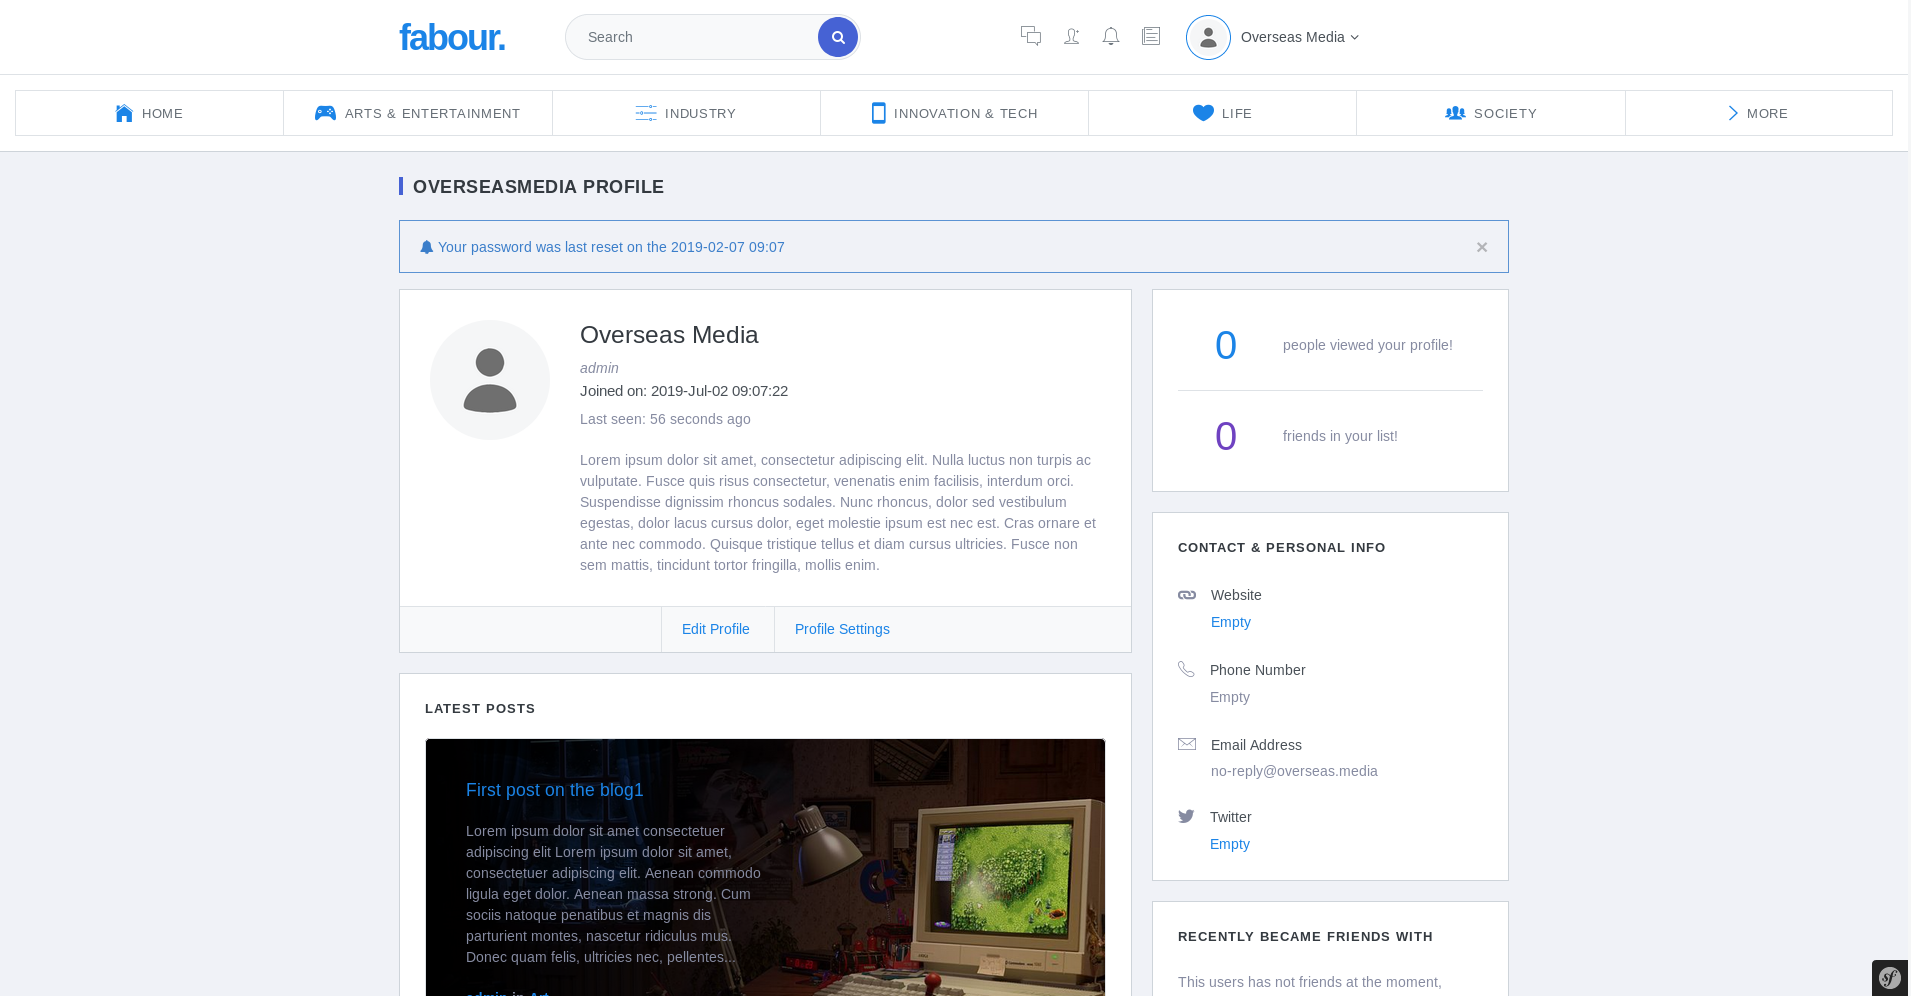 fabour.
Search
Overseas Media
HOME
ARTS & ENTERTAINMENT
INDUSTRY
INNOVATION & TECH
LIFE
SOCIETY
MORE
OVERSEASMEDIA PROFILE
Your password was last reset on the 2019-02-07 09:07
×
Overseas Media
admin
Joined on: 2019-Jul-02 09:07:22
Last seen: 56 seconds ago
Lorem ipsum dolor sit amet, consectetur adipiscing elit. Nulla luctus non turpis ac
vulputate. Fusce quis risus consectetur, venenatis enim facilisis, interdum orci.
Suspendisse dignissim rhoncus sodales. Nunc rhoncus, dolor sed vestibulum
egestas, dolor lacus cursus dolor, eget molestie ipsum est nec est. Cras ornare et
ante nec commodo. Quisque tristique tellus et diam cursus ultricies. Fusce non
sem mattis, tincidunt tortor fringilla, mollis enim.
Edit Profile
Profile Settings
LATEST POSTS
First post on the blog1
Lorem ipsum dolor sit amet consectetuer
adipiscing elit Lorem ipsum dolor sit amet,
consectetuer adipiscing elit. Aenean commodo
ligula eget dolor. Aenean massa strong. Cum
sociis natoque penatibus et magnis dis
parturient montes, nascetur ridiculus mus.
Donec quam felis, ultricies nec, pellentes...
admin in Art
0
people viewed your profile!
0
friends in your list!
CONTACT & PERSONAL INFO
Website
Empty
Phone Number
Empty
Email Address
no-reply@overseas.media
Twitter
Empty
RECENTLY BECAME FRIENDS WITH
This users has not friends at the moment,
sf